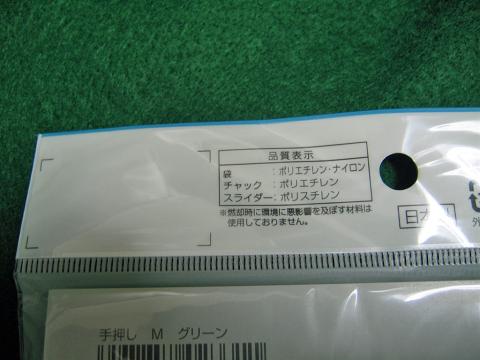 品質表示
袋 :ポリエチレン・ナイロン
チャック :ポリエチレン
スライダー:ポリスチレン
※燃却時に環境に悪影響を及ぼす材料は
使用しておりません。
日本
外
手押し M グリーン